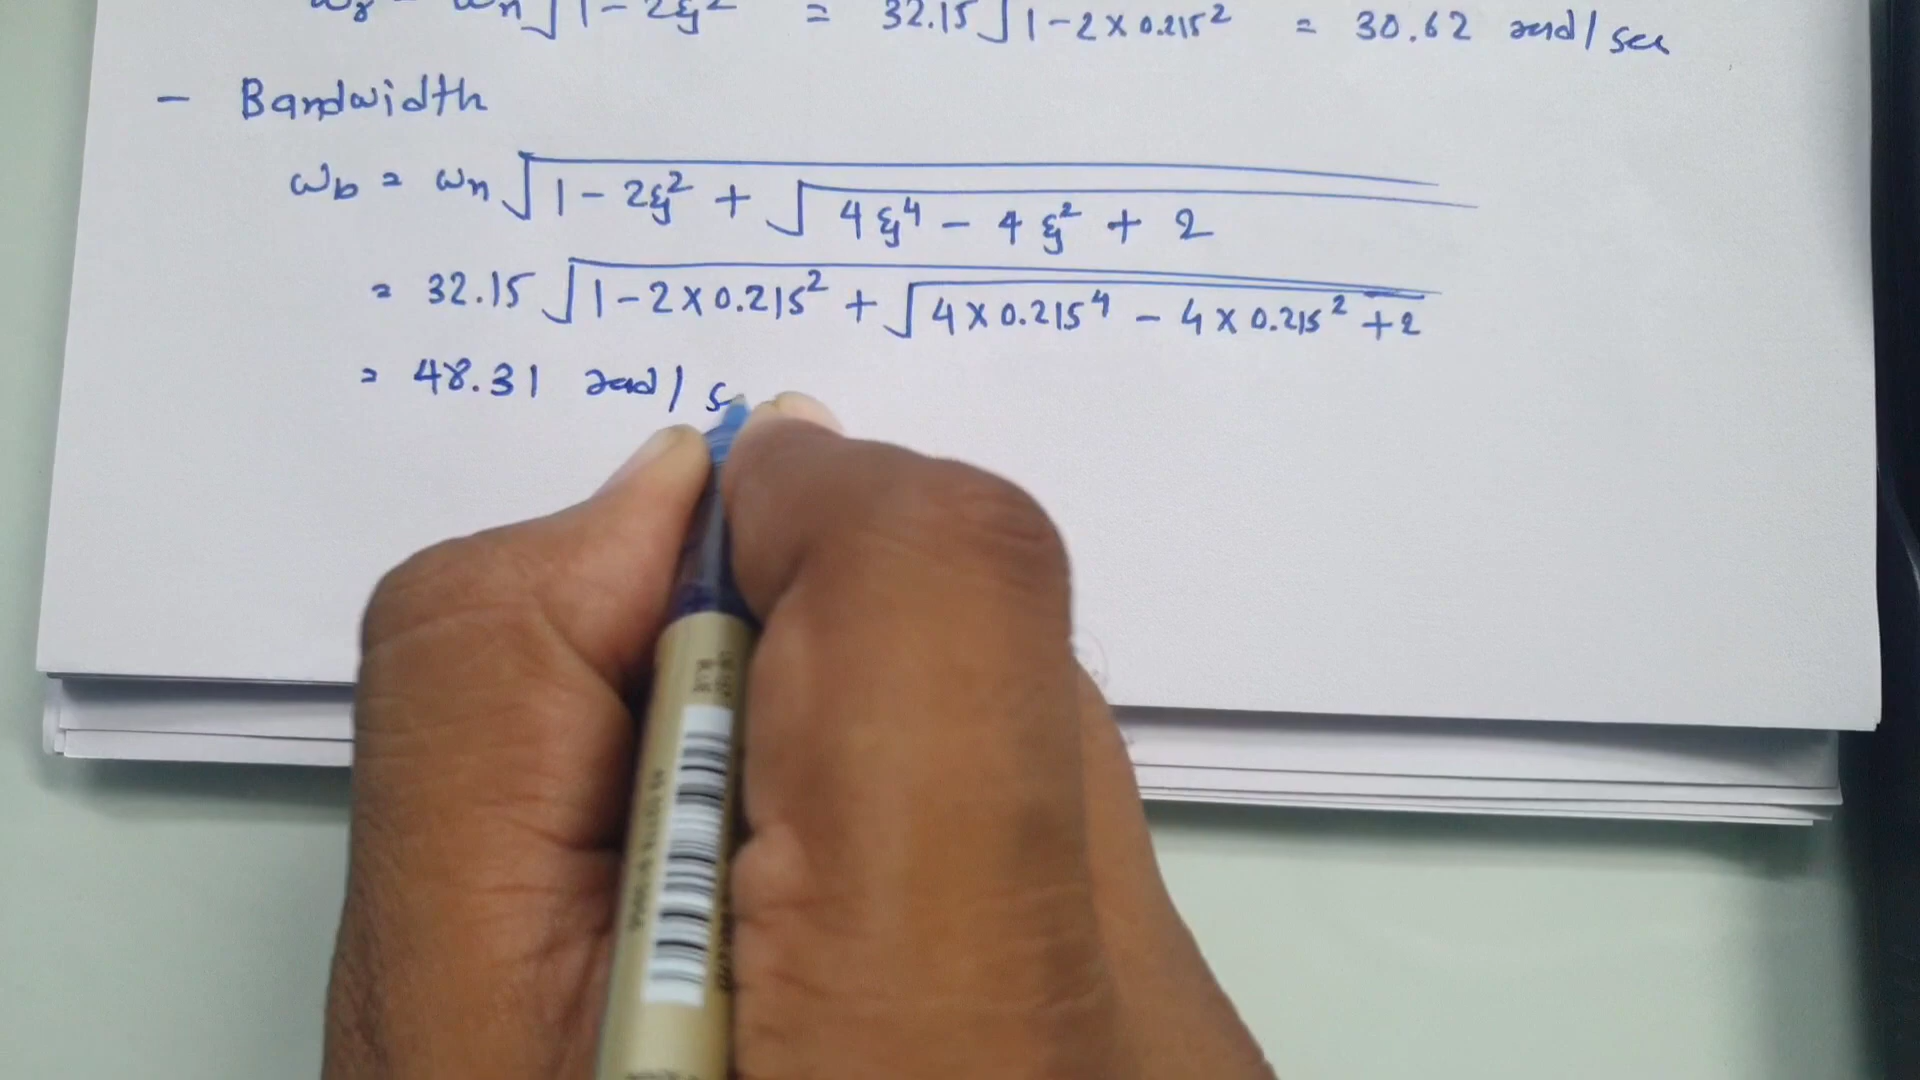 ωr = ωn √1 - 2ξ² = 32.15 √1 - 2 x 0.215² = 30.62 rad / sec
- Bandwidth
ωb = ωn √1 - 2ξ² + √4ξ⁴ - 4ξ² + 2
= 32.15 √1 - 2 x 0.215² + √4 x 0.215⁴ - 4 x 0.215² + 2
= 48.31 rad / s